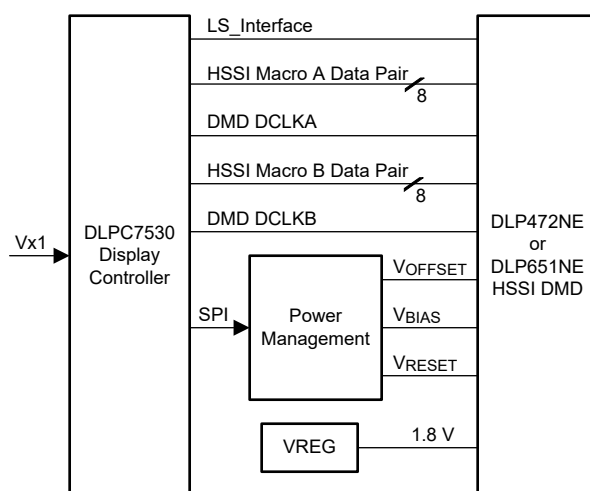 LS_Interface
HSSI Macro A Data Pair
8
DMD DCLKA
HSSI Macro B Data Pair
8
DMD DCLKB
Vx1
DLPC7530
Display
Controller
SPI
Power
Management
VOFFSET
VBIAS
VRESET
VREG
1.8 V
DLP472NE
or
DLP651NE
HSSI DMD